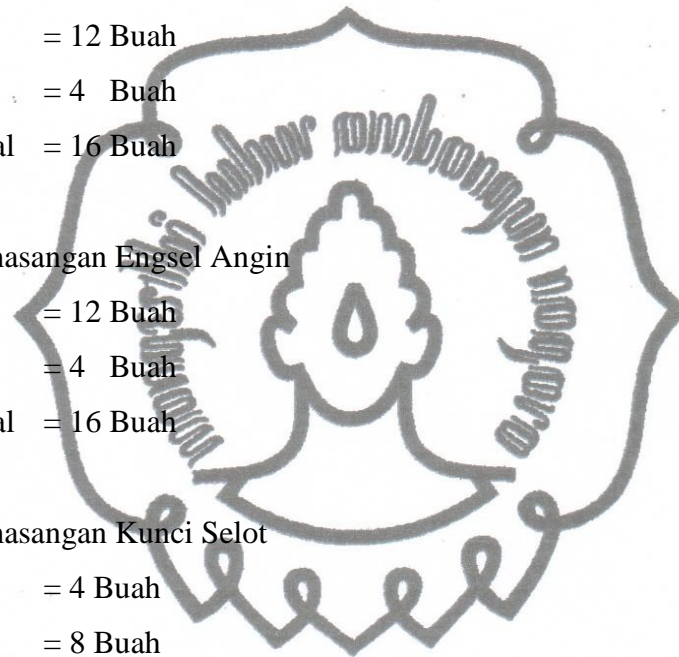 = 12 Buah
= 4 Buah
al = 16 Buah
nasangan Engsel Angin
= 12 Buah
= 4 Buah
al = 16 Buah
nasangan Kunci Selot
= 4 Buah
= 8 Buah